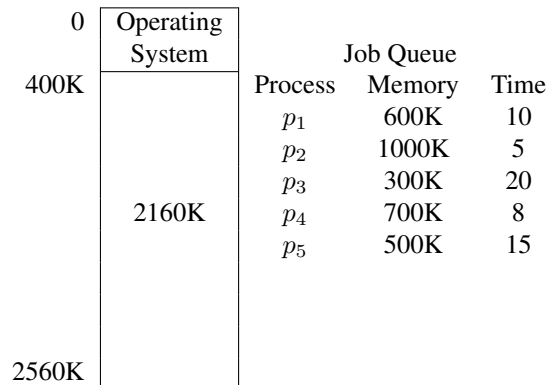 0 Operating
System Job Queue
400K Process Memory Time
p₁ 600K 10
p₂ 1000K 5
p₃ 300K 20
2160K p₄ 700K 8
p₅ 500K 15
2560K